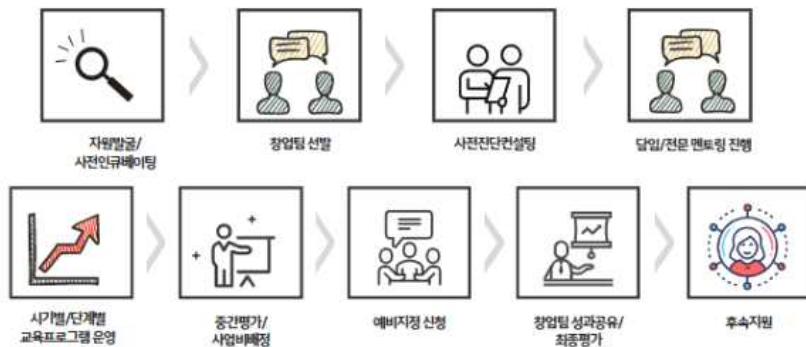 자원발굴/
사전인큐베이팅
창업팀 선발
사전진단컨설팅
담임/전문 멘토링 진행
시기별/단계별
교육프로그램 운영
중간평가/
사업비배정
예비지정 신청
창업팀 성과공유/
최종평가
후속지원